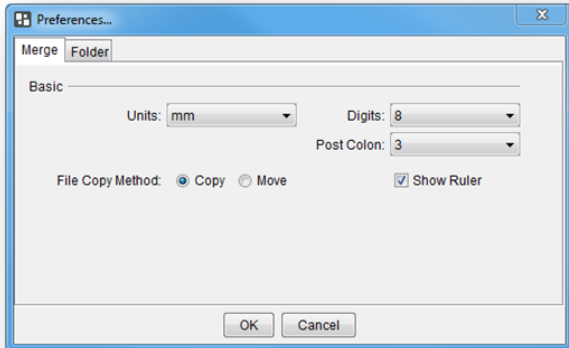 Preferences...
Merge Folder
Basic
Units: mm Digits: 8
Post Colon: 3
File Copy Method: Copy Move Show Ruler
OK Cancel